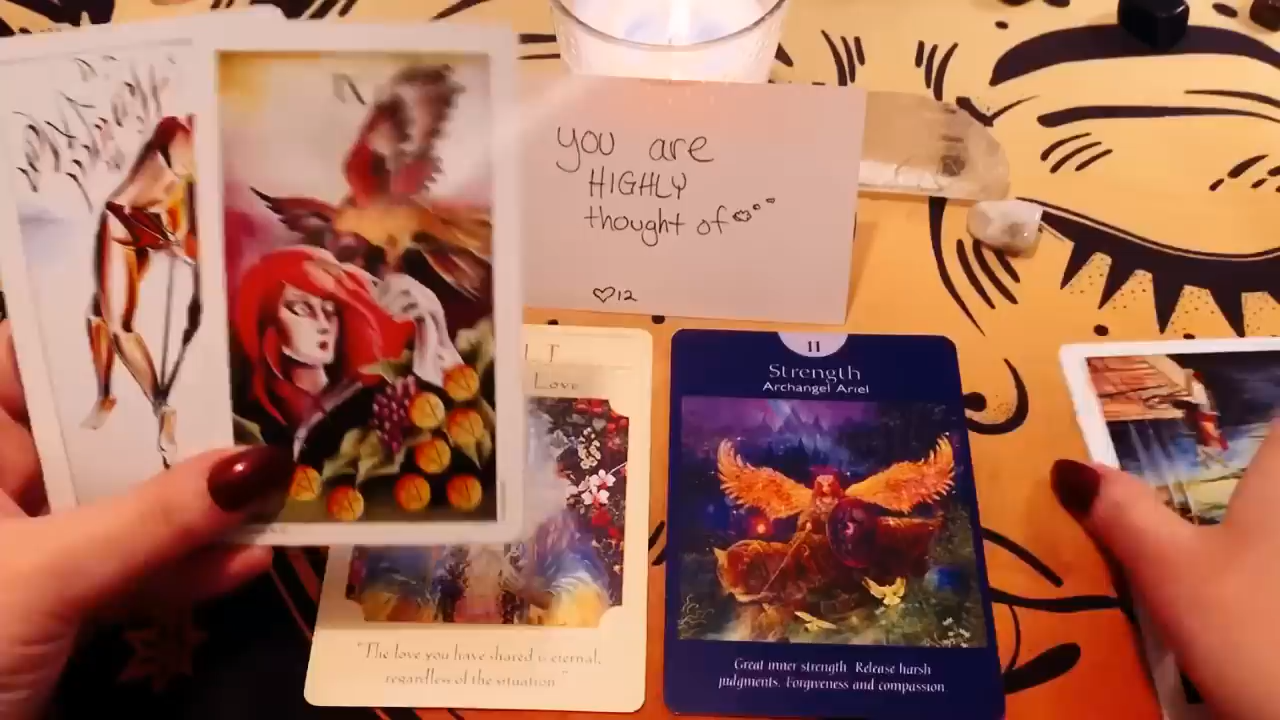 you are
HIGHLY
thought of
12
Love
"The love you have shared is eternal,
regardless of the situation."
11
Strength
Archangel Ariel
Great inner strength. Release harsh
judgments. Forgiveness and compassion.